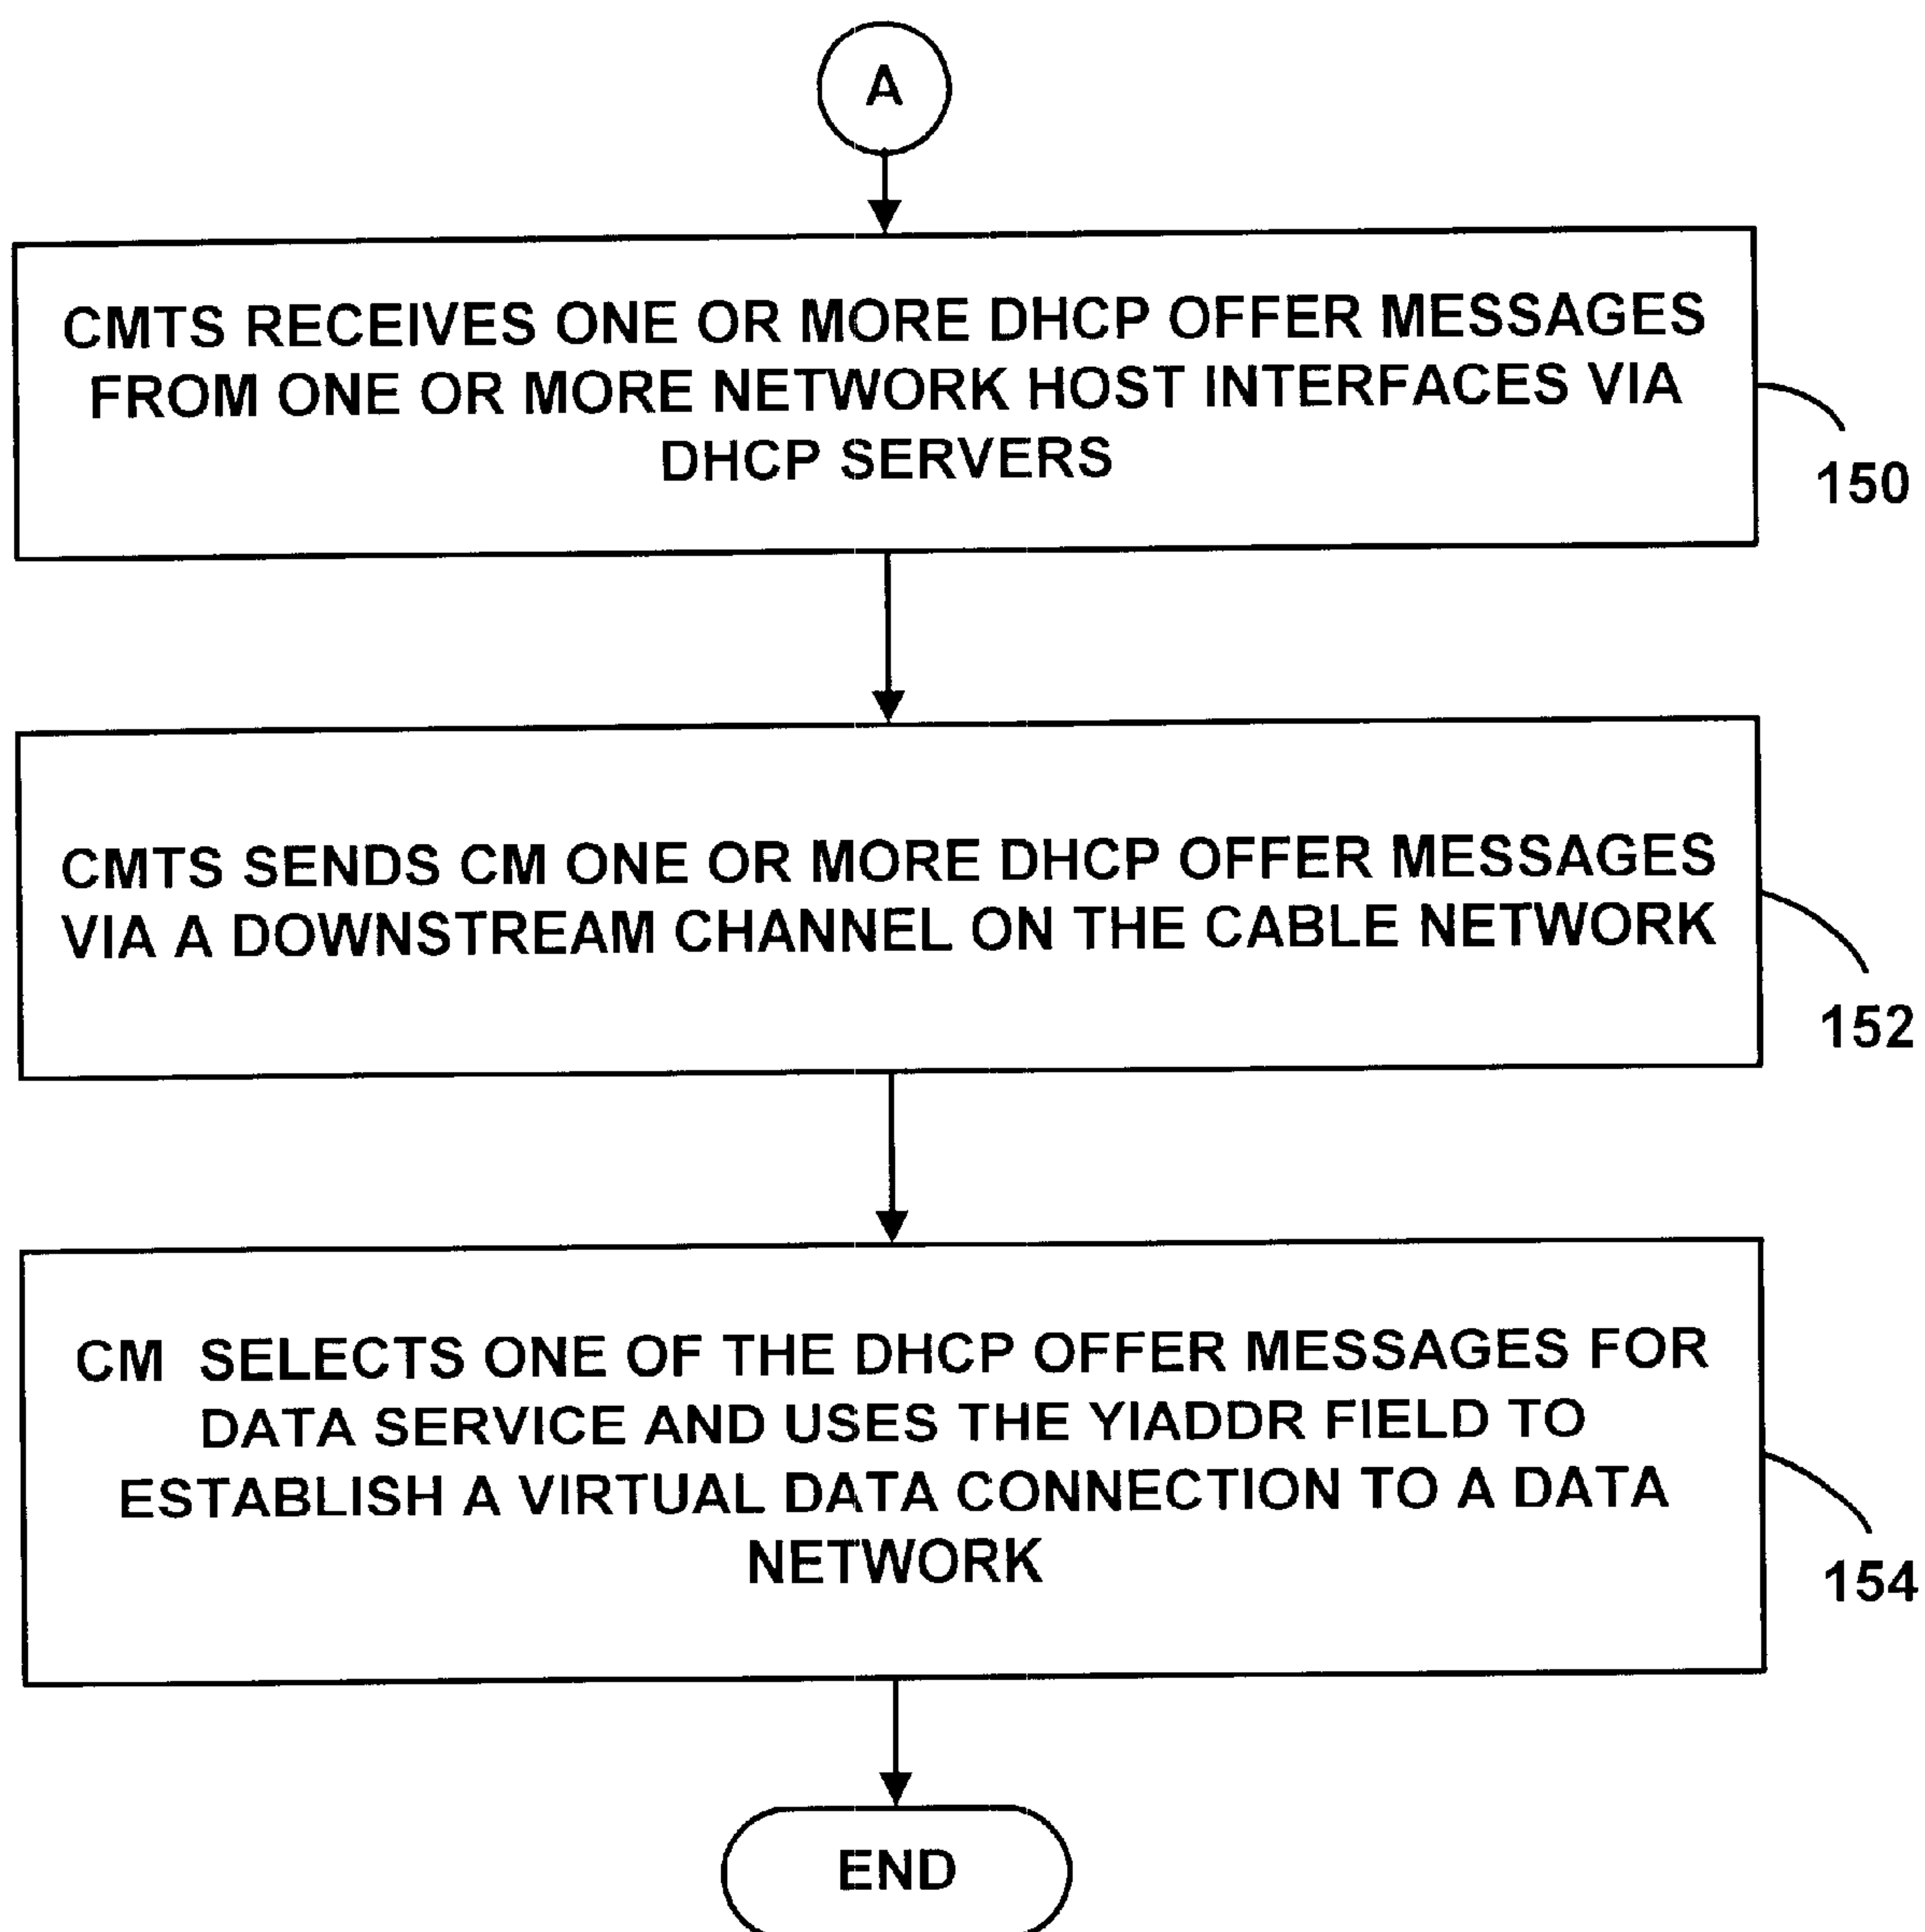 A
CMTS RECEIVES ONE OR MORE DHCP OFFER MESSAGES
FROM ONE OR MORE NETWORK HOST INTERFACES VIA
DHCP SERVERS
150
CMTS SENDS CM ONE OR MORE DHCP OFFER MESSAGES
VIA A DOWNSTREAM CHANNEL ON THE CABLE NETWORK
152
CM SELECTS ONE OF THE DHCP OFFER MESSAGES FOR
DATA SERVICE AND USES THE YIADDR FIELD TO
ESTABLISH A VIRTUAL DATA CONNECTION TO A DATA
NETWORK
154
END